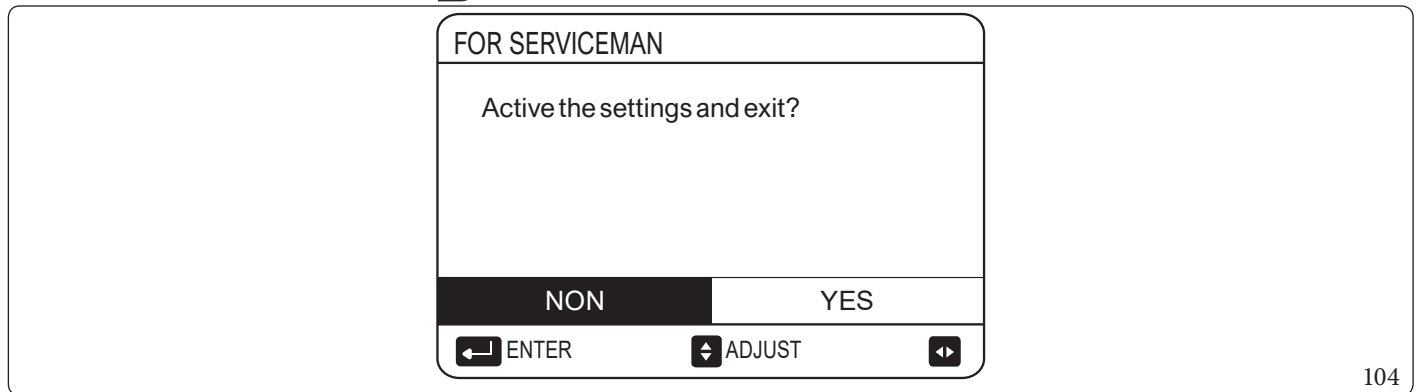 FOR SERVICEMAN
Active the settings and exit?
NON YES
ENTER ADJUST
104